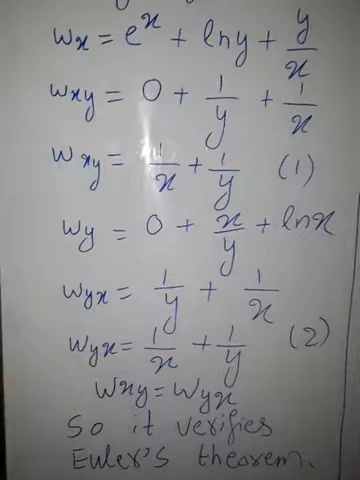 wx = e^x + lny + y/x
wxy = 0 + 1/y + 1/x
wxy = 1/x + 1/y (1)
wy = 0 + x/y + lnx
wyx = 1/y + 1/x
wyx = 1/x + 1/y (2)
wxy = wyx
So it verifies
Euler's theorem.